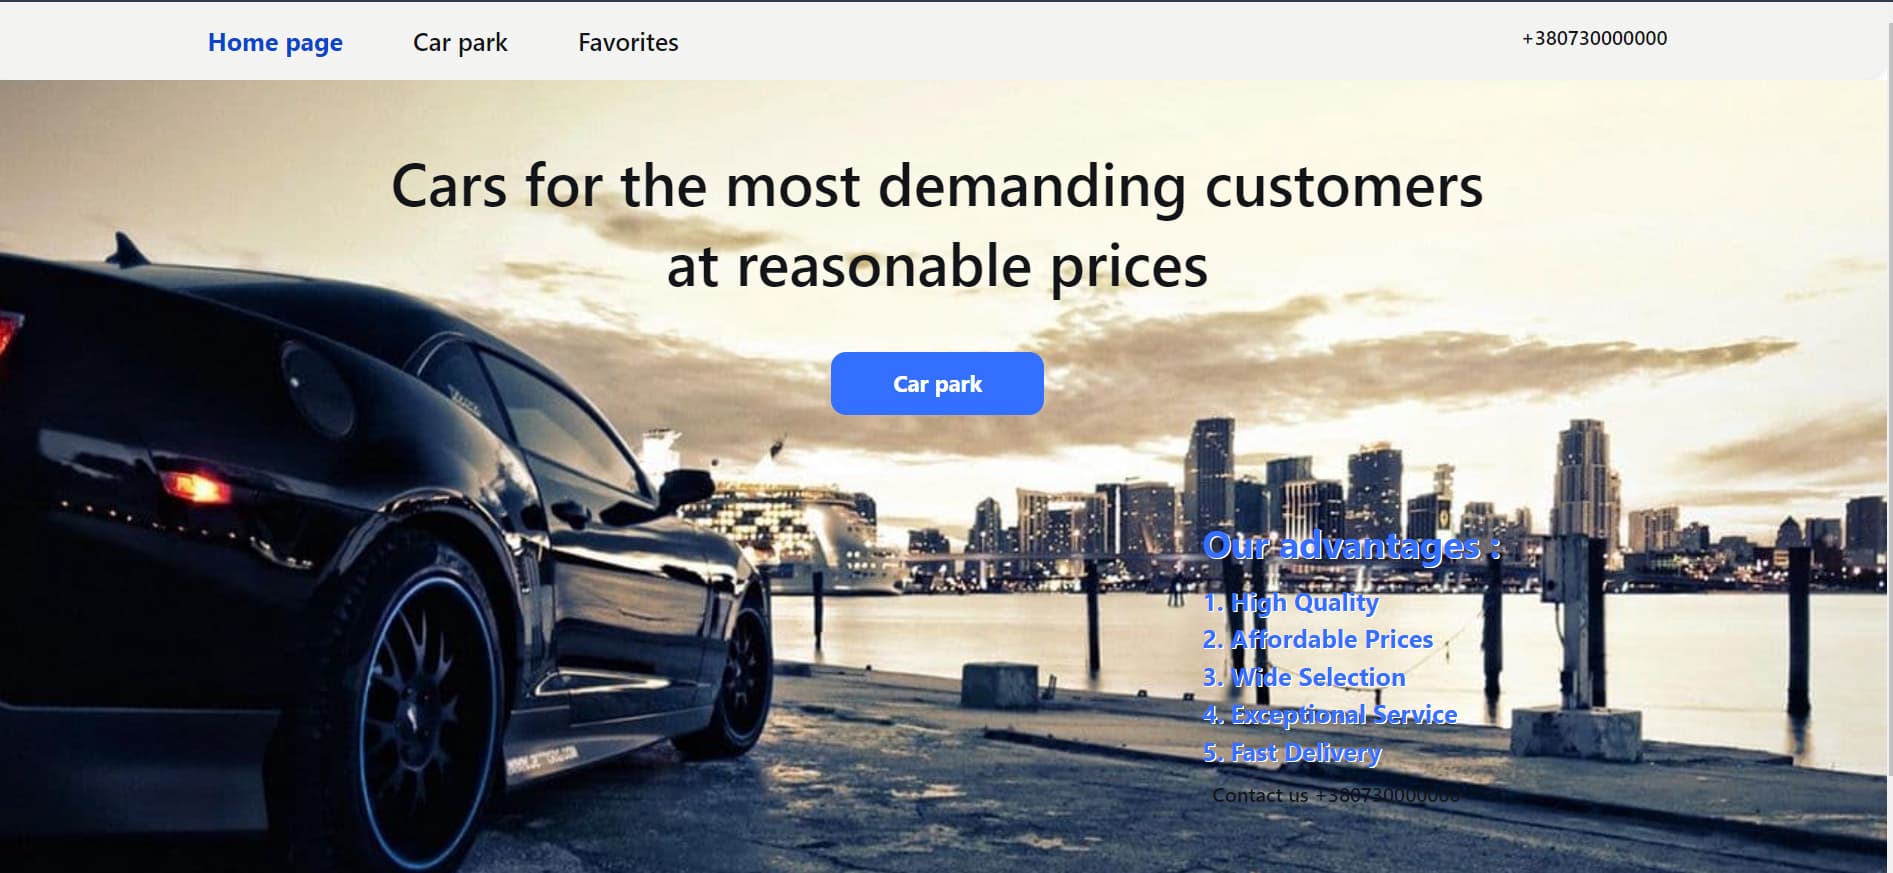 Home page
Car park
Favorites
+380730000000
Cars for the most demanding customers
at reasonable prices
Car park
Our advantages :
1. High Quality
2. Affordable Prices
3. Wide Selection
4. Exceptional Service
5. Fast Delivery
Contact us +380730000000